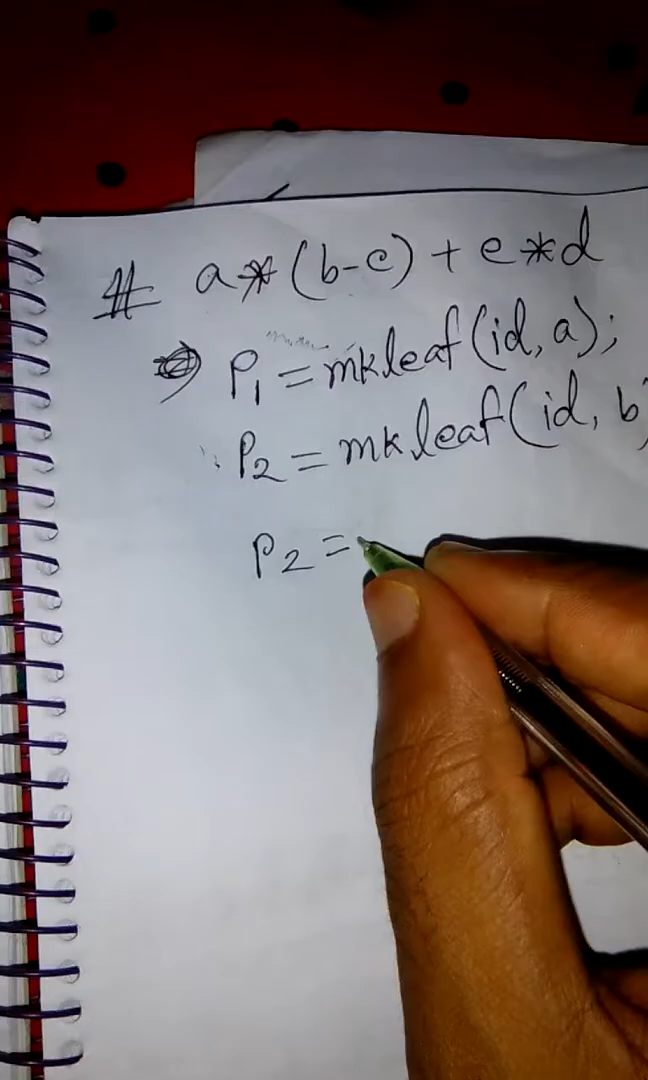 # a*(b-c) + e*d
P1 = mkleaf(id, a);
P2 = mkleaf(id, b)
P2 =